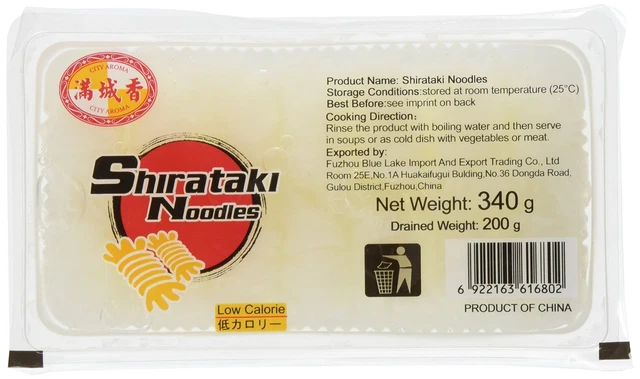 CITY AROMA
满城香
CITY AROMA
Shirataki
Noodles
Low Calorie
低カロリー
Product Name: Shirataki Noodles
Storage Conditions:stored at room temperature (25°C)
Best Before:see imprint on back
Cooking Direction:
Rinse the product with boiling water and then serve
in soups or as cold dish with vegetables or meat.
Exported by:
Fuzhou Blue Lake Import And Export Trading Co., Ltd
Room 25E,No.1A Huakaifugui Bulding,No.36 Dongda Road,
Gulou District,Fuzhou,China
Net Weight: 340 g
Drained Weight: 200 g
6 922163 616802
PRODUCT OF CHINA